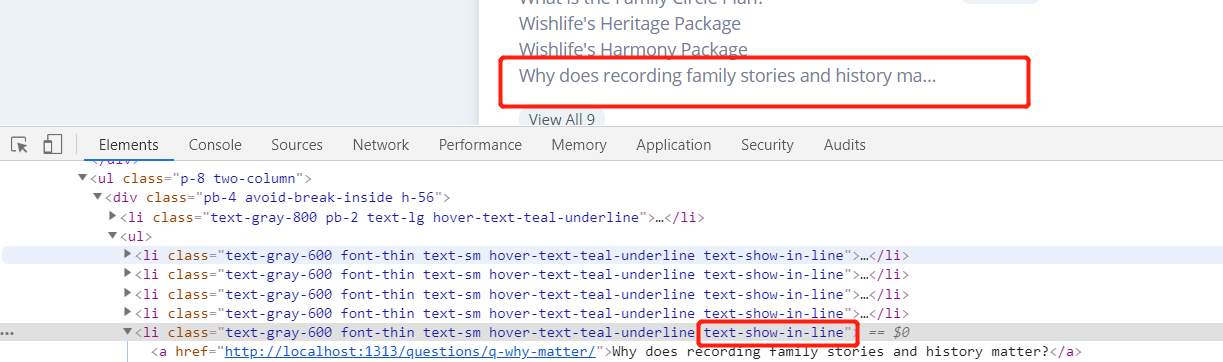 What is the Family Circle Plan?
Wishlife's Heritage Package
Wishlife's Harmony Package
Why does recording family stories and history ma...
View All 9
Elements Console Sources Network Performance Memory Application Security Audits
</div>
▼<ul class="p-8 two-column">
▼<div class="pb-4 avoid-break-inside h-56">
▶<li class="text-gray-800 pb-2 text-lg hover-text-teal-underline">…</li>
▼<ul>
▶<li class="text-gray-600 font-thin text-sm hover-text-teal-underline text-show-in-line">…</li>
▶<li class="text-gray-600 font-thin text-sm hover-text-teal-underline text-show-in-line">…</li>
▶<li class="text-gray-600 font-thin text-sm hover-text-teal-underline text-show-in-line">…</li>
▶<li class="text-gray-600 font-thin text-sm hover-text-teal-underline text-show-in-line">…</li>
… ▼<li class="text-gray-600 font-thin text-sm hover-text-teal-underline text-show-in-line"> == $0
<a href="http://localhost:1313/questions/q-why-matter/">Why does recording family stories and history matter?</a>